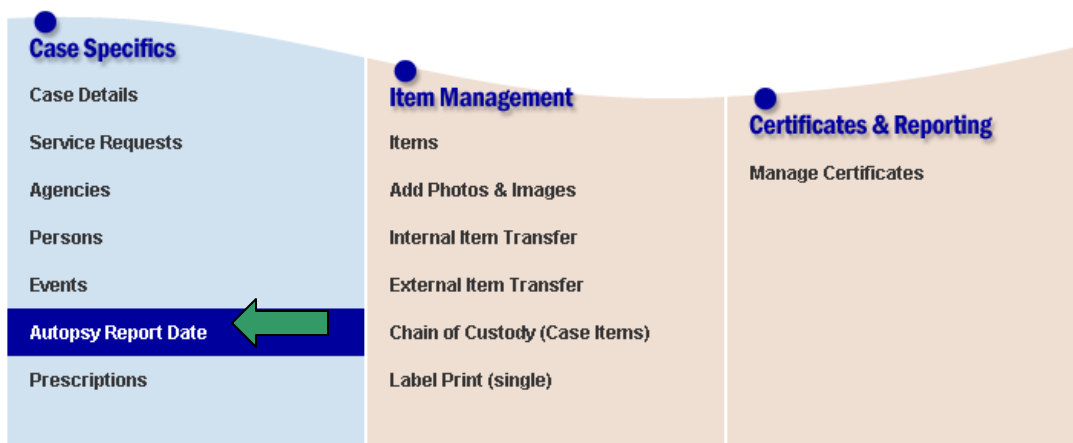 Case Specifics
Case Details
Service Requests
Agencies
Persons
Events
Autopsy Report Date
Prescriptions
Item Management
Items
Add Photos & Images
Internal Item Transfer
External Item Transfer
Chain of Custody (Case Items)
Label Print (single)
Certificates & Reporting
Manage Certificates